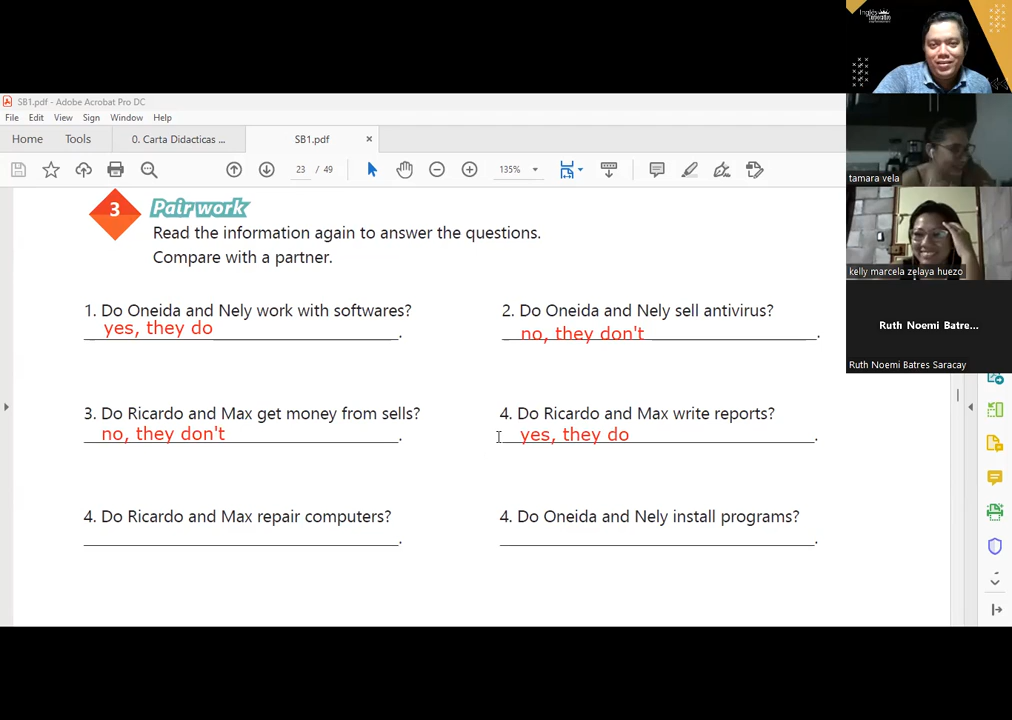 Inglés
Corporativo
SB1.pdf - Adobe Acrobat Pro DC
File Edit View Sign Window Help
Home Tools 0. Carta Didacticas ... SB1.pdf ×
23 / 49 135%
tamara vela
kelly marcela zelaya huezo
Ruth Noemi Batres...
Ruth Noemi Batres Saracay
3 Pair work
Read the information again to answer the questions.
Compare with a partner.
1. Do Oneida and Nely work with softwares?
yes, they do.
2. Do Oneida and Nely sell antivirus?
no, they don't.
3. Do Ricardo and Max get money from sells?
no, they don't.
4. Do Ricardo and Max write reports?
yes, they do.
4. Do Ricardo and Max repair computers?
4. Do Oneida and Nely install programs?